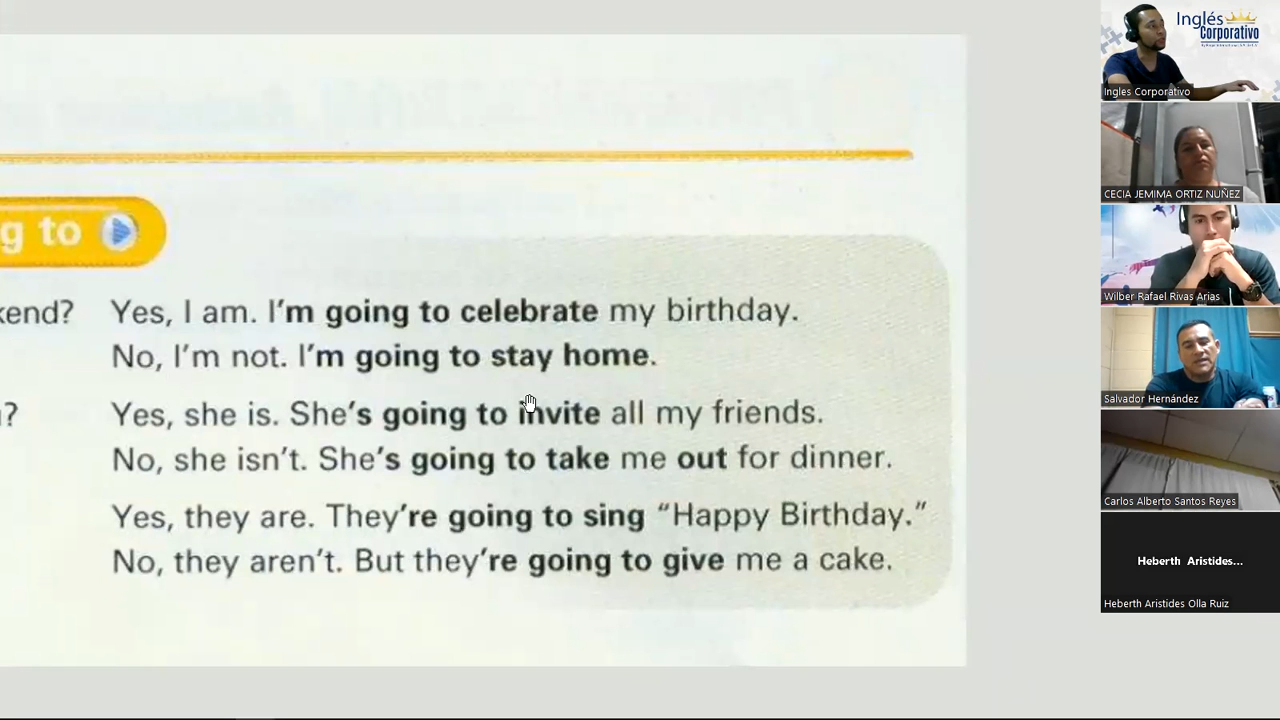 g to
kend? Yes, I am. I'm going to celebrate my birthday.
No, I'm not. I'm going to stay home.
Yes, she is. She's going to invite all my friends.
No, she isn't. She's going to take me out for dinner.
Yes, they are. They're going to sing "Happy Birthday."
No, they aren't. But they're going to give me a cake.
Inglés
Corporativo
Ingles Corporativo
CECIA JEMIMA ORTIZ NUÑEZ
Wilber Rafael Rivas Arias
Salvador Hernández
Carlos Alberto Santos Reyes
Heberth Aristides...
Heberth Aristides Olla Ruiz